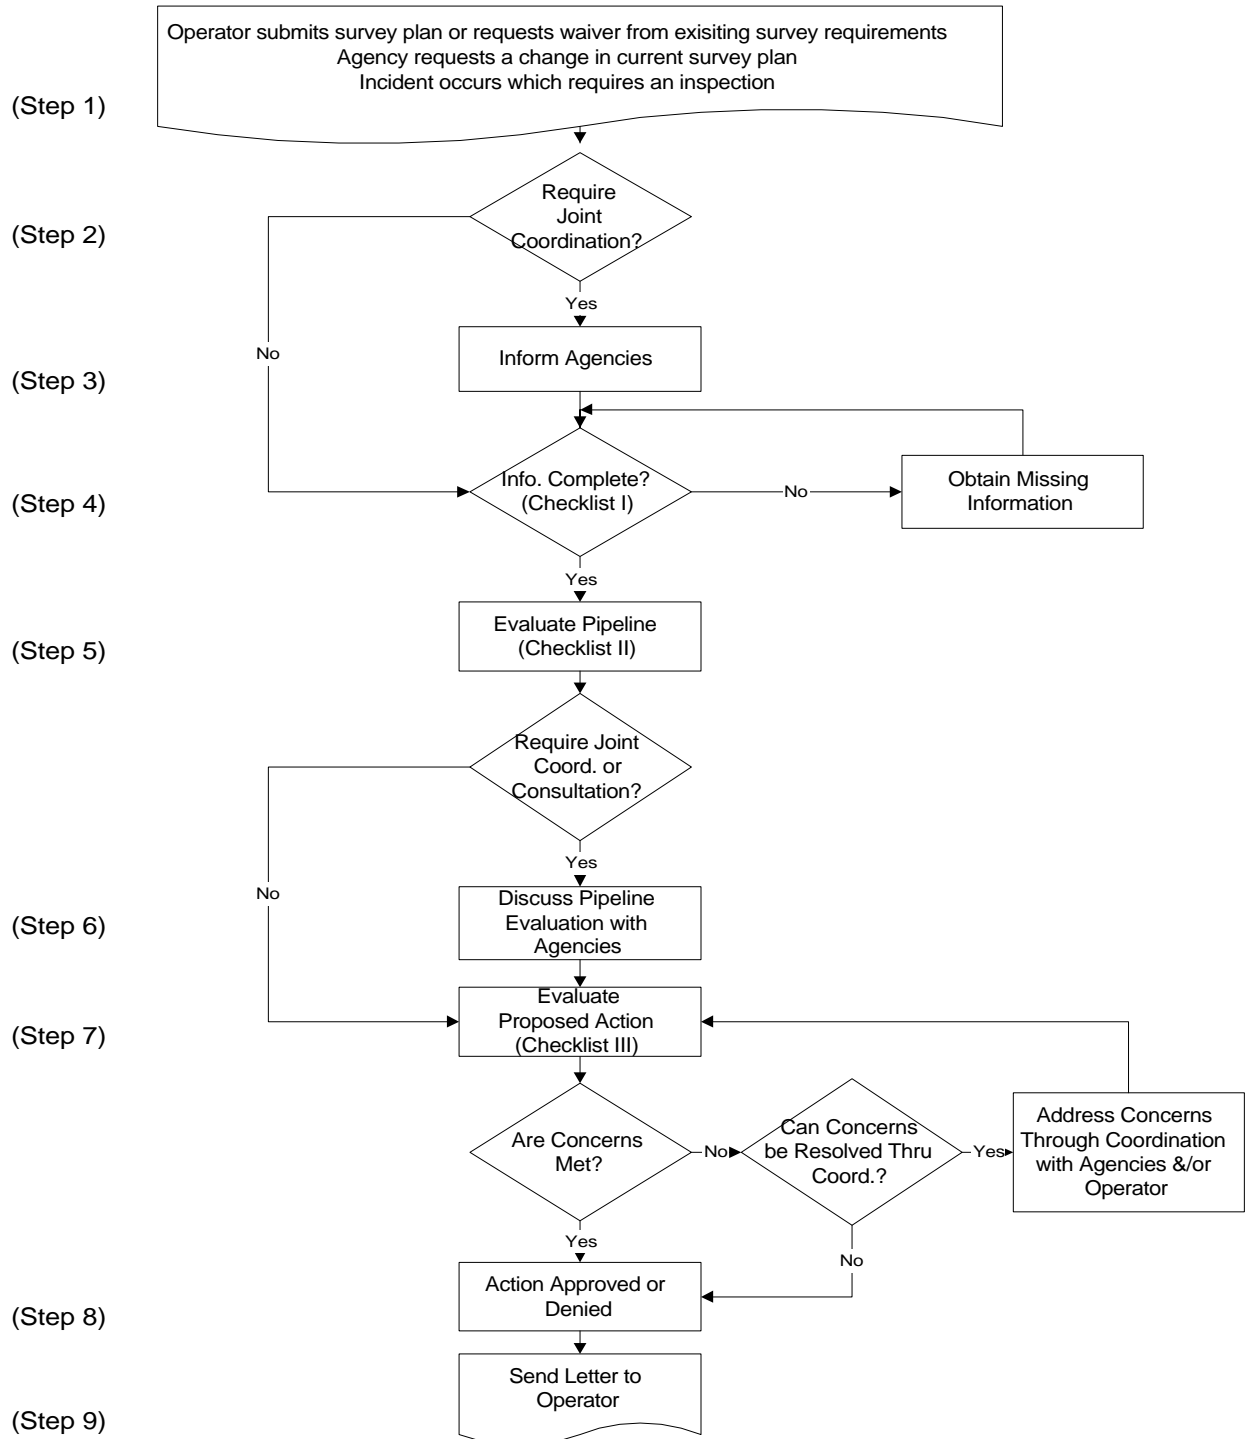 Operator submits survey plan or requests waiver from exisiting survey requirements
Agency requests a change in current survey plan
Incident occurs which requires an inspection
(Step 1)
Require
Joint
Coordination?
(Step 2)
Yes
No
Inform Agencies
(Step 3)
Info. Complete?
(Checklist I)
No
Obtain Missing
Information
(Step 4)
Yes
Evaluate Pipeline
(Checklist II)
(Step 5)
Require Joint
Coord. or
Consultation?
Yes
No
Discuss Pipeline
Evaluation with
Agencies
(Step 6)
Evaluate
Proposed Action
(Checklist III)
(Step 7)
Are Concerns
Met?
No
Can Concerns
be Resolved Thru
Coord.?
Yes
Address Concerns
Through Coordination
with Agencies &/or
Operator
Yes
No
Action Approved or
Denied
(Step 8)
Send Letter to
Operator
(Step 9)